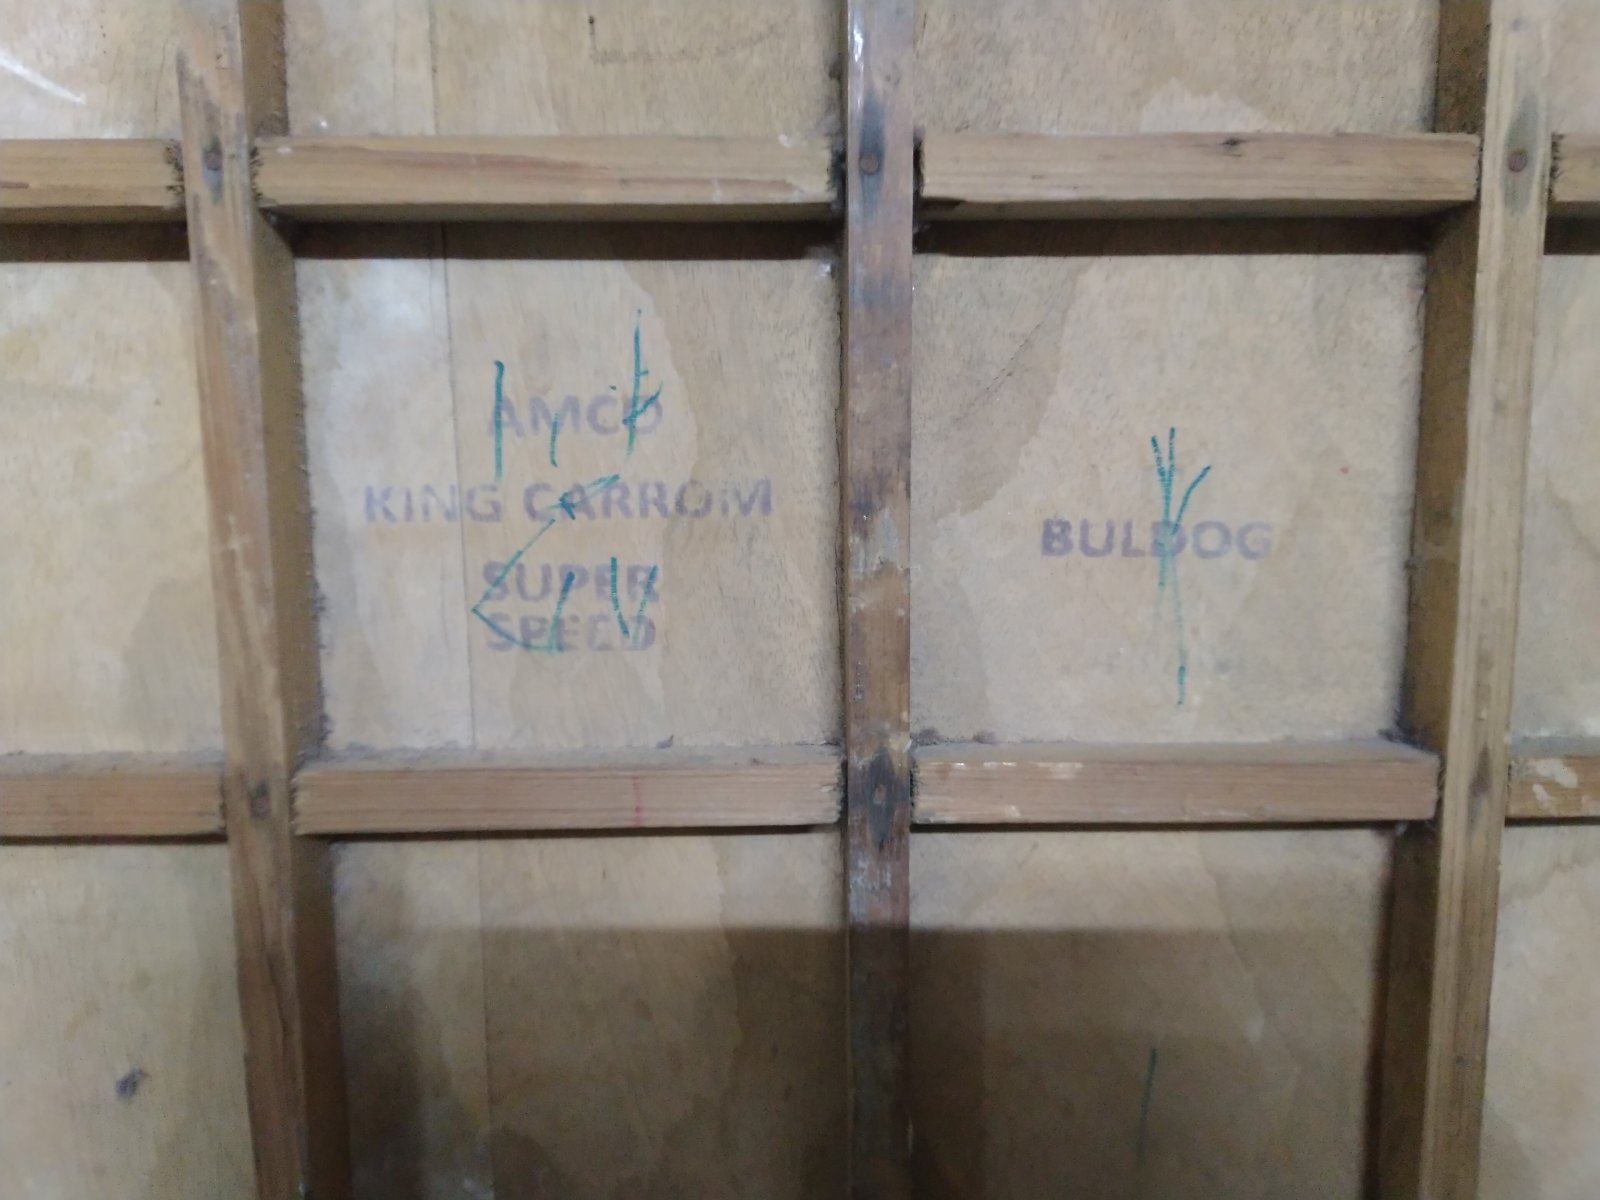 AMCO
KING CARROM
SUPER
SPEED
BULDOG